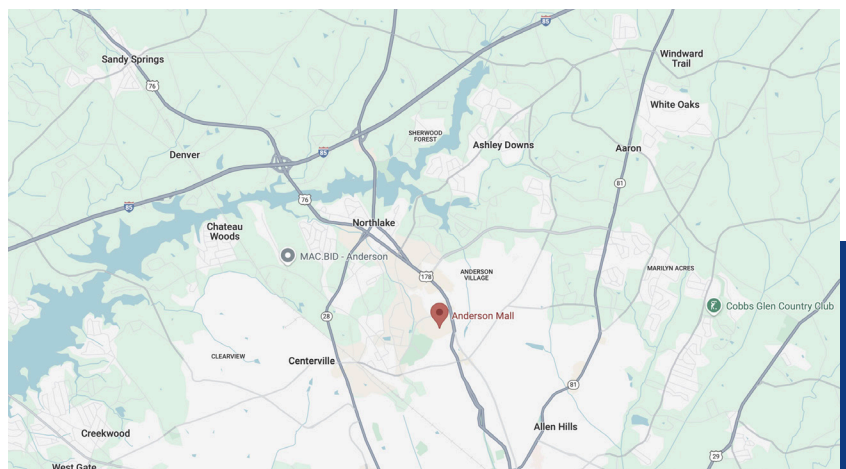 86
Sandy Springs
Windward
Trail
76
White Oaks
SHERWOOD
FOREST
Ashley Downs
Aaron
Denver
85
81
76
85
Northlake
Chateau
Woods
MAC.BID - Anderson
178
ANDERSON
VILLAGE
MARILYN ACRES
Cobbs Glen Country Club
28
Anderson Mall
CLEARVIEW
Centerville
81
Allen Hills
Creekwood
29
West Gate